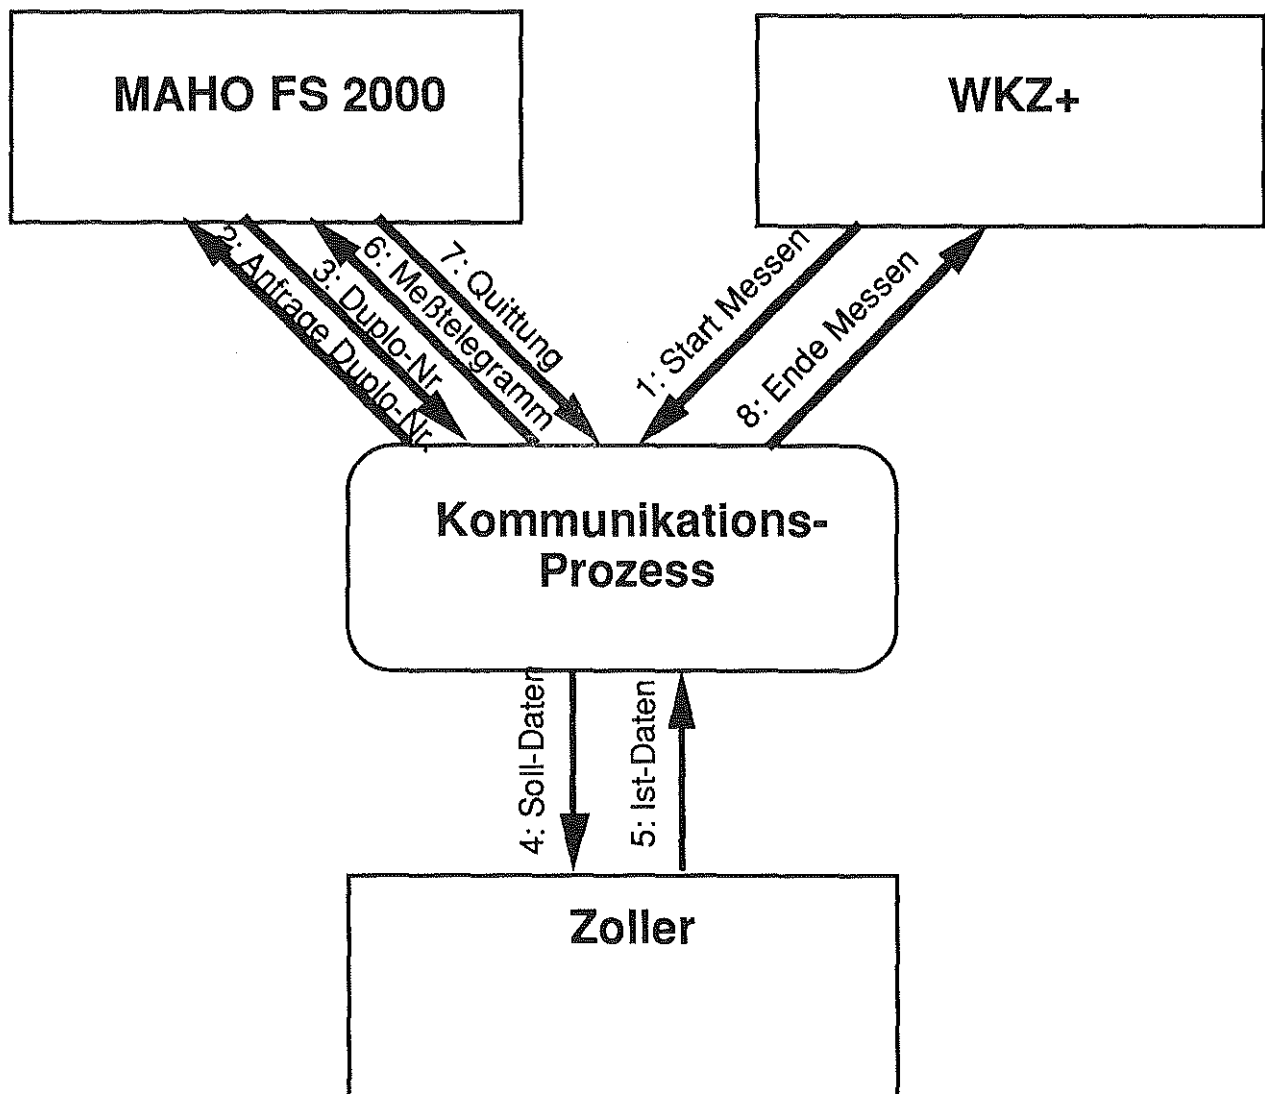 MAHO FS 2000
WKZ+
2: Anfrage Duplo-Nr.
3: Duplo-Nr
6: Meßtelegramm
7: Quittung
1: Start Messen
8: Ende Messen
Kommunikations-
Prozess
4: Soll-Daten
5: Ist-Daten
Zoller